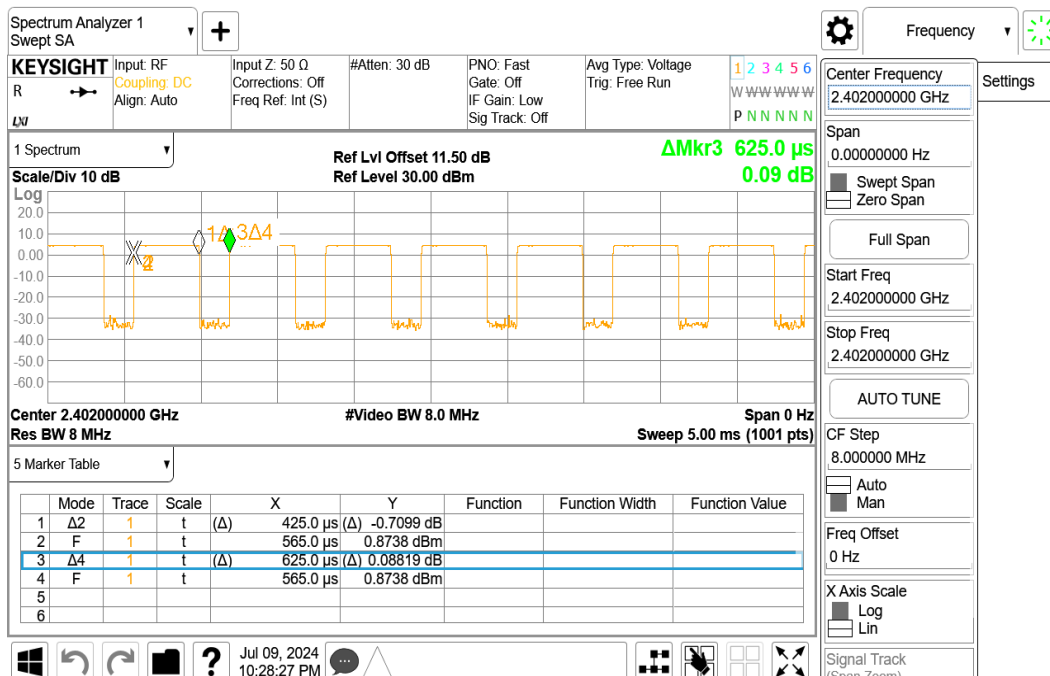 Spectrum Analyzer 1
Swept SA
Frequency
Settings
KEYSIGHT
R
LXI
Input: RF
Coupling: DC
Align: Auto
Input Z: 50 Ω
Corrections: Off
Freq Ref: Int (S)
#Atten: 30 dB
PNO: Fast
Gate: Off
IF Gain: Low
Sig Track: Off
Avg Type: Voltage
Trig: Free Run
1 2 3 4 5 6
W W W W W W
P N N N N N
1 Spectrum
Scale/Div 10 dB
Ref Lvl Offset 11.50 dB
Ref Level 30.00 dBm
ΔMkr3 625.0 µs
0.09 dB
Log
20.0
10.0
0.00
-10.0
-20.0
-30.0
-40.0
-50.0
-60.0
1Δ
3Δ4
Center 2.402000000 GHz
Res BW 8 MHz
#Video BW 8.0 MHz
Span 0 Hz
Sweep 5.00 ms (1001 pts)
5 Marker Table
Mode Trace Scale X Y Function Function Width Function Value
1 Δ2 1 t (Δ) 425.0 µs (Δ) -0.7099 dB
2 F 1 t 565.0 µs 0.8738 dBm
3 Δ4 1 t (Δ) 625.0 µs (Δ) 0.08819 dB
4 F 1 t 565.0 µs 0.8738 dBm
5
6
Jul 09, 2024
10:28:27 PM
Center Frequency
2.402000000 GHz
Span
0.00000000 Hz
Swept Span
Zero Span
Full Span
Start Freq
2.402000000 GHz
Stop Freq
2.402000000 GHz
AUTO TUNE
CF Step
8.000000 MHz
Auto
Man
Freq Offset
0 Hz
X Axis Scale
Log
Lin
Signal Track
(Span Zoom)